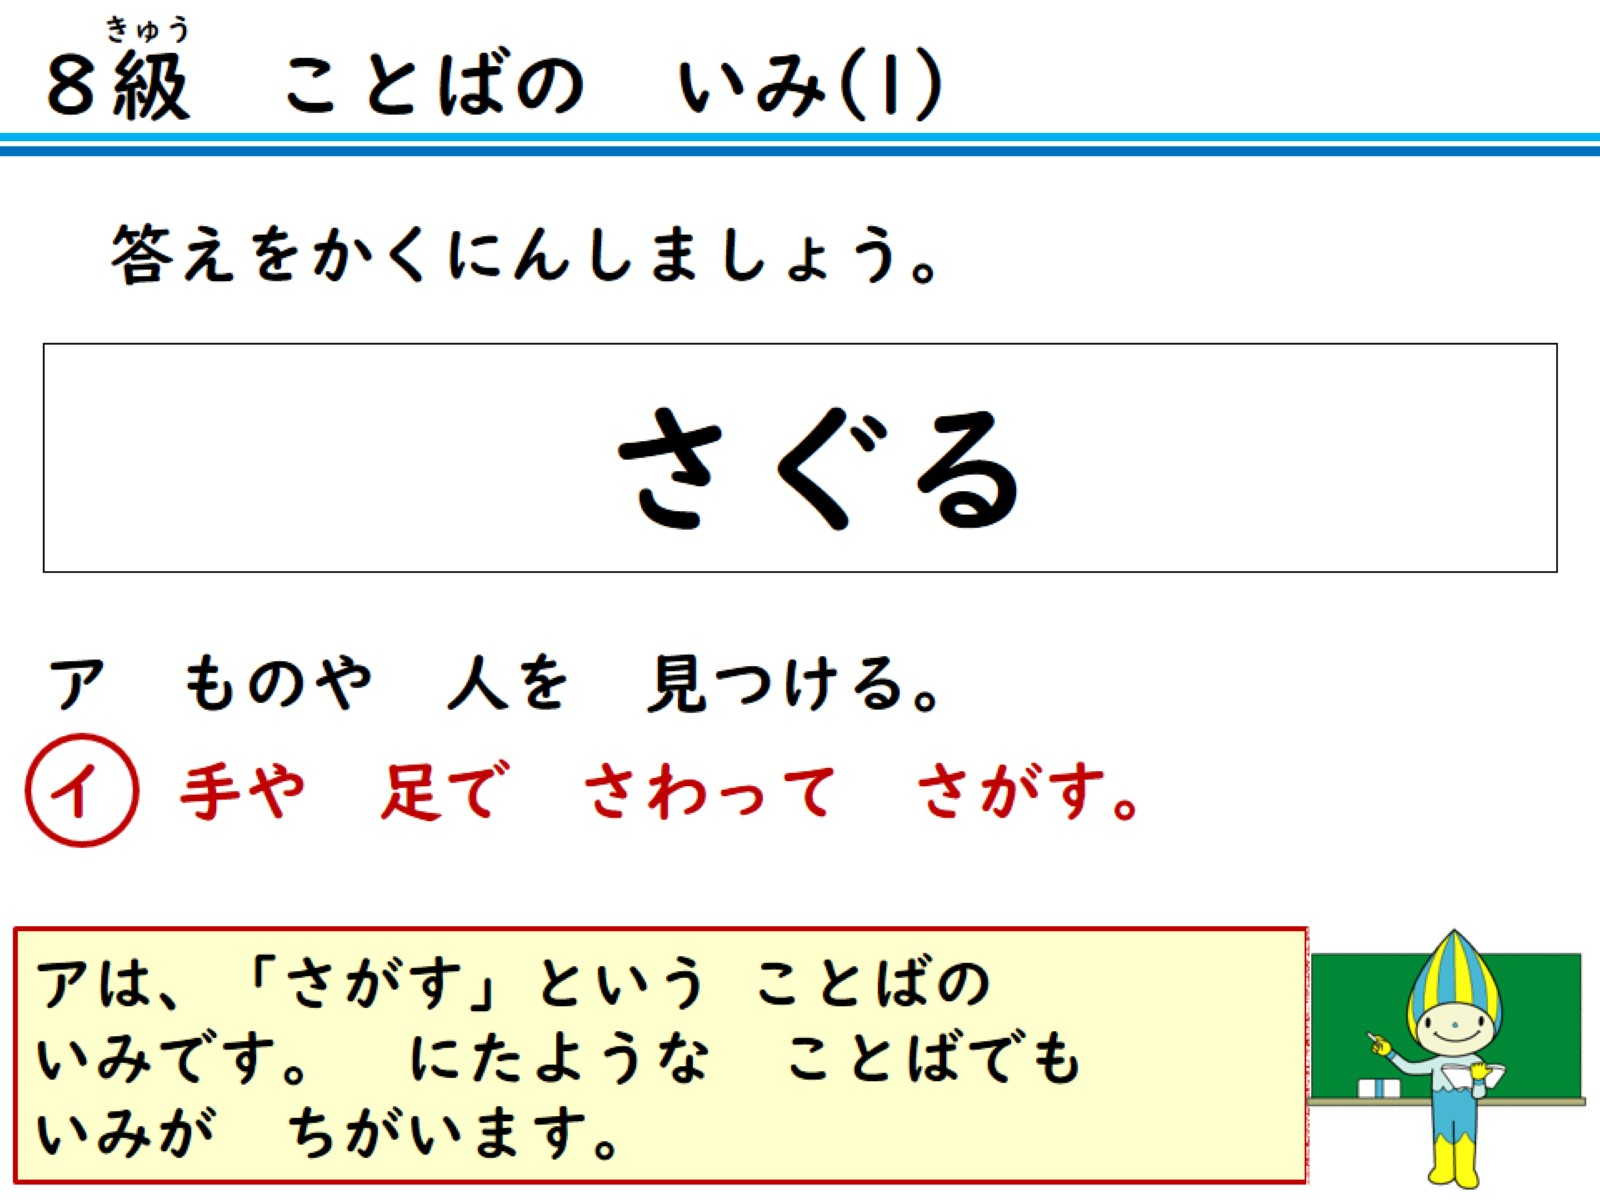 きゅう
8級　ことばの　いみ(1)
答えをかくにんしましょう。
さぐる
ア　ものや　人を　見つける。
イ　手や　足で　さわって　さがす。
アは、「さがす」という　ことばの
いみです。　にたような　ことばでも
いみが　ちがいます。